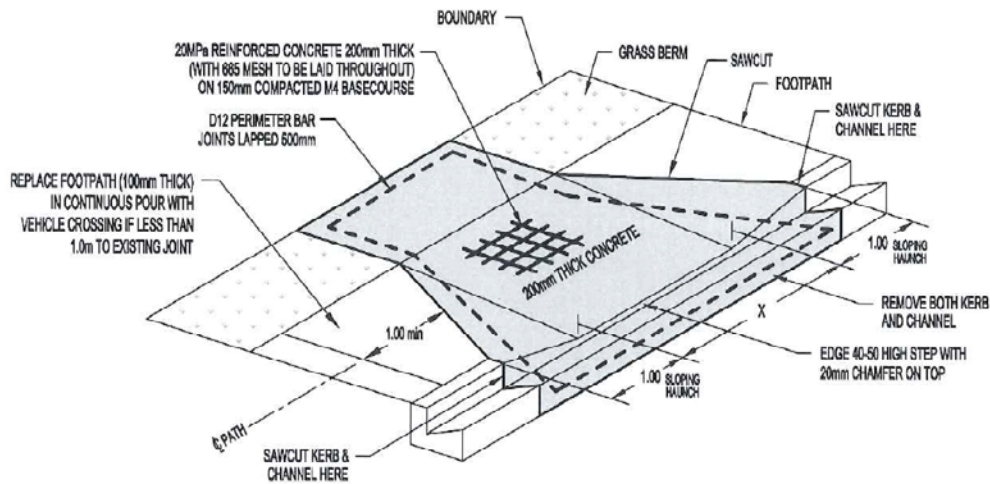 BOUNDARY
20MPa REINFORCED CONCRETE 200mm THICK
(WITH 665 MESH TO BE LAID THROUGHOUT)
ON 150mm COMPACTED M4 BASECOURSE
GRASS BERM
SAWCUT
FOOTPATH
D12 PERIMETER BAR
JOINTS LAPPED 500mm
SAWCUT KERB &
CHANNEL HERE
REPLACE FOOTPATH (100mm THICK)
IN CONTINUOUS POUR WITH
VEHICLE CROSSING IF LESS THAN
1.0m TO EXISTING JOINT
200mm THICK CONCRETE
1.00 SLOPING
HAUNCH
X
REMOVE BOTH KERB
AND CHANNEL
1.00 min
EDGE 40-50 HIGH STEP WITH
20mm CHAMFER ON TOP
1.00 SLOPING
HAUNCH
℄ PATH
SAWCUT KERB &
CHANNEL HERE